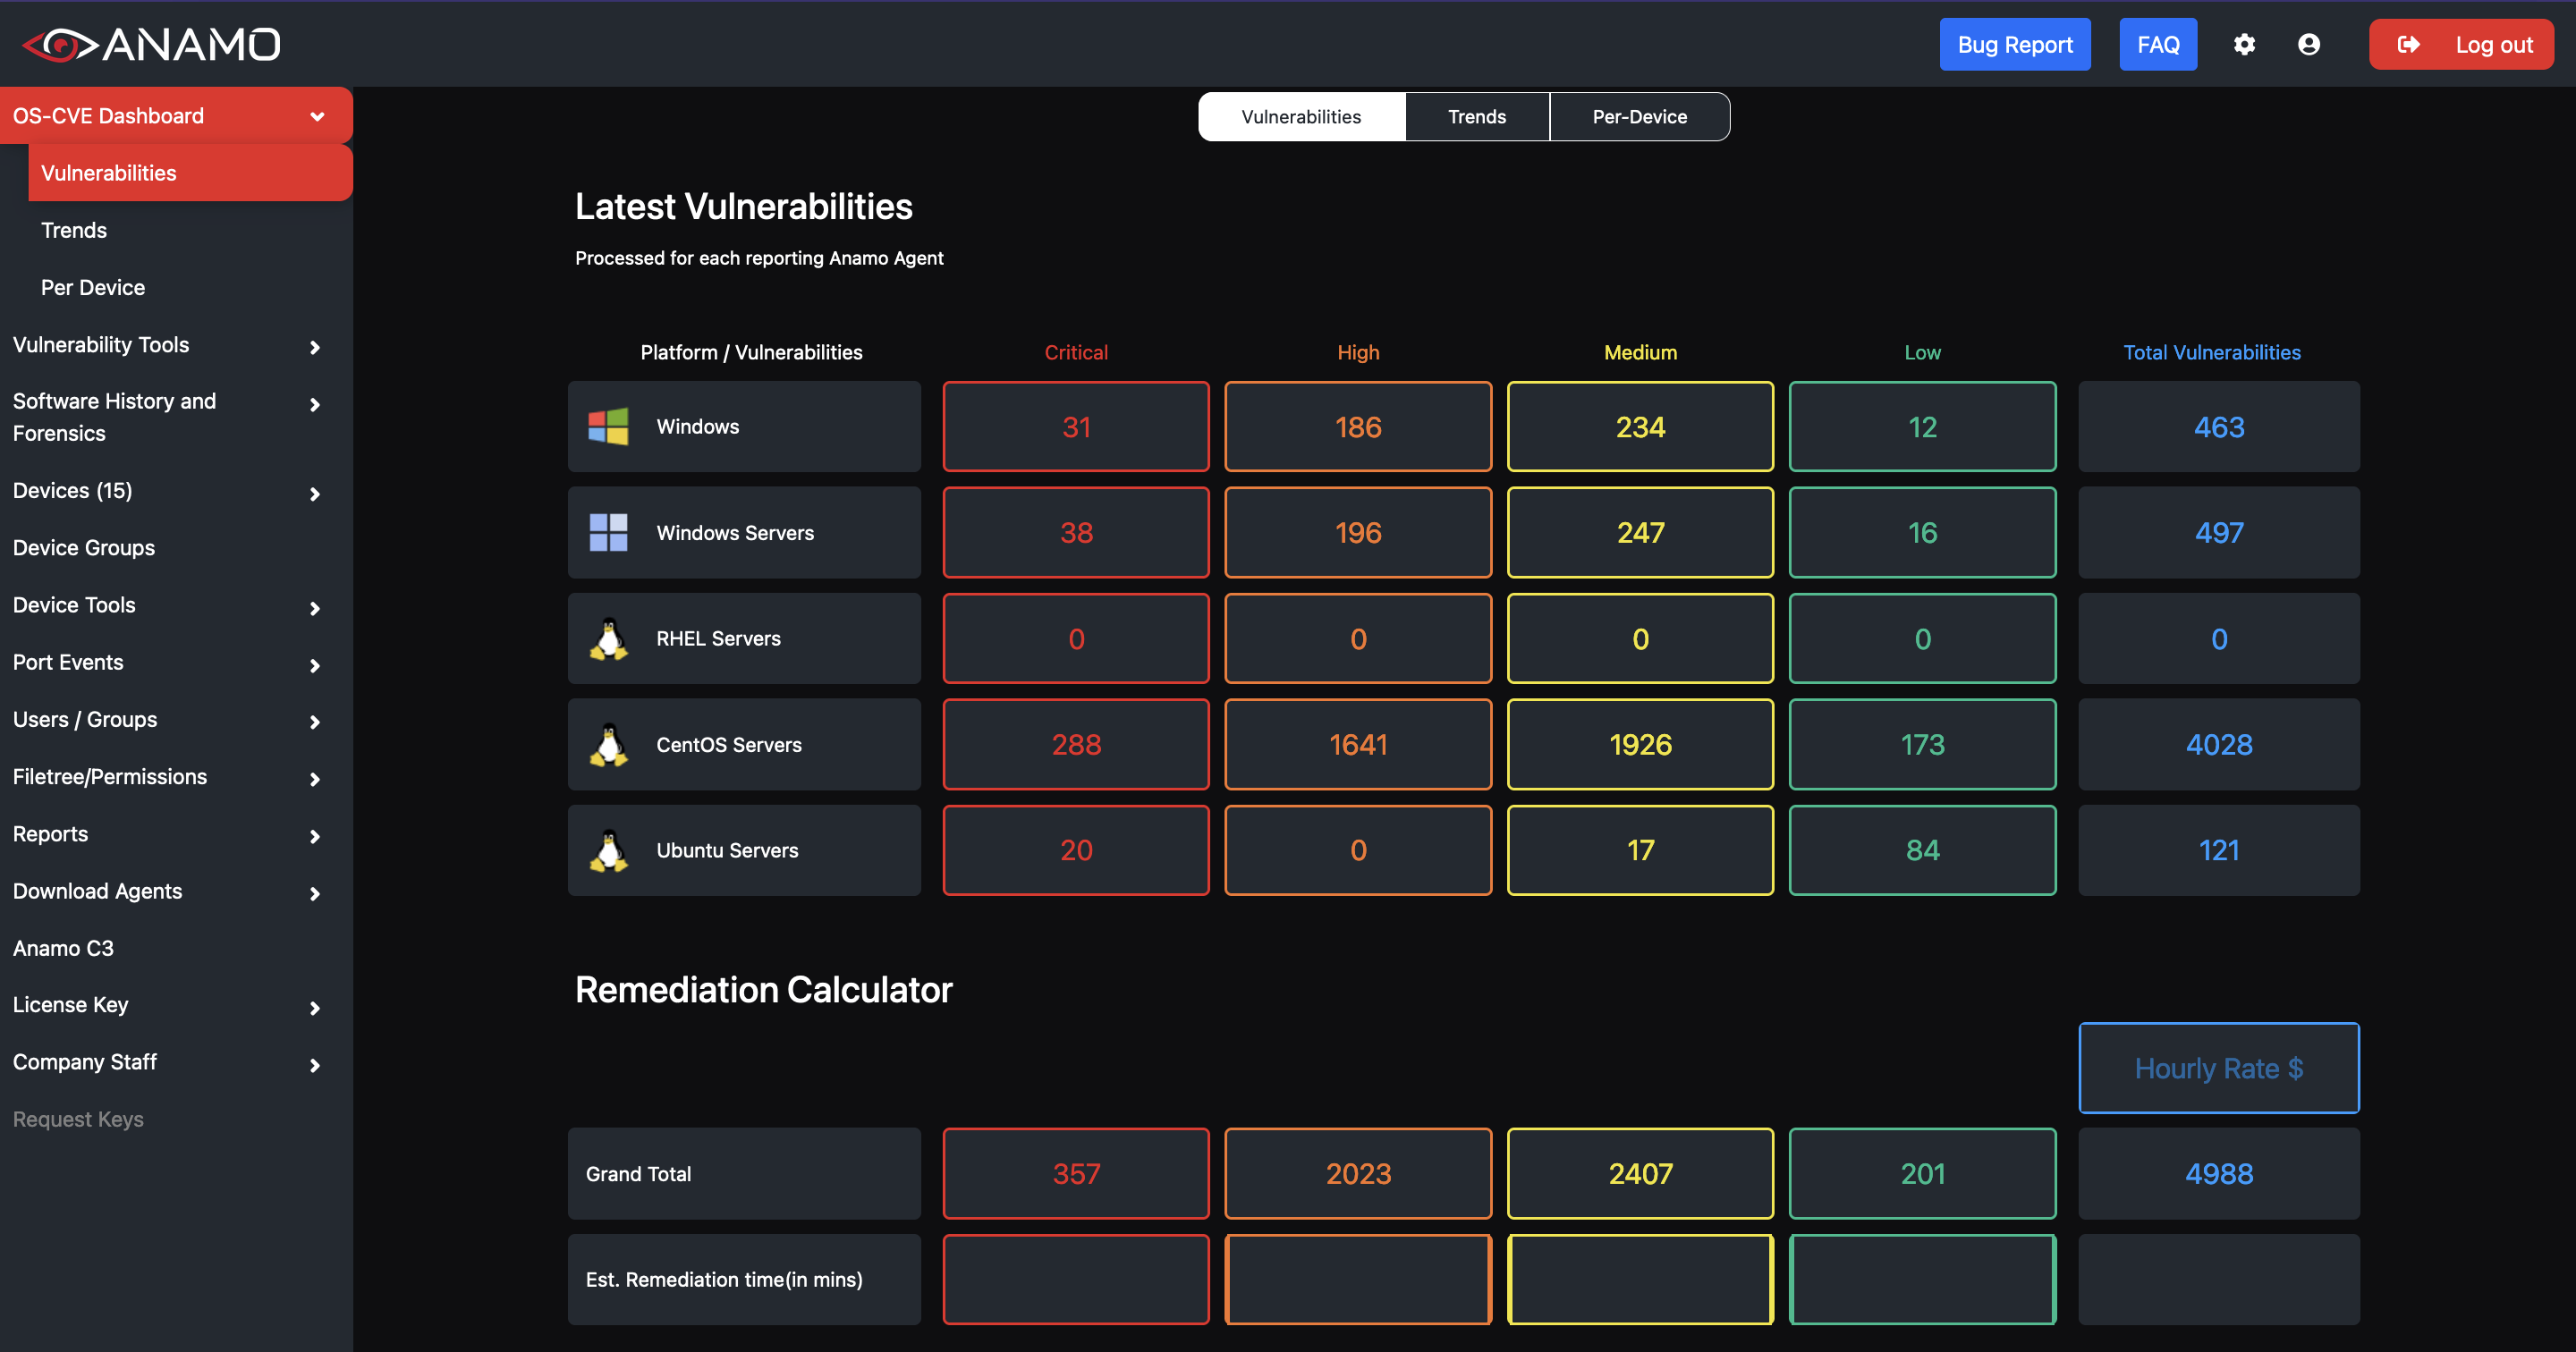 ANAMO
Bug Report
FAQ
Log out
OS-CVE Dashboard
Vulnerabilities
Trends
Per Device
Vulnerability Tools
Software History and
Forensics
Devices (15)
Device Groups
Device Tools
Port Events
Users / Groups
Filetree/Permissions
Reports
Download Agents
Anamo C3
License Key
Company Staff
Request Keys
Vulnerabilities Trends Per-Device
Latest Vulnerabilities
Processed for each reporting Anamo Agent
Platform / Vulnerabilities Critical High Medium Low Total Vulnerabilities
Windows 31 186 234 12 463
Windows Servers 38 196 247 16 497
RHEL Servers 0 0 0 0 0
CentOS Servers 288 1641 1926 173 4028
Ubuntu Servers 20 0 17 84 121
Remediation Calculator
Hourly Rate $
Grand Total 357 2023 2407 201 4988
Est. Remediation time(in mins)